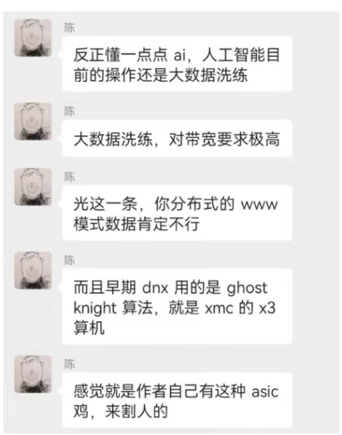 陈
反正懂一点点 ai，人工智能目
前的操作还是大数据洗练
陈
大数据洗练，对带宽要求极高
陈
光这一条，你分布式的 www
模式数据肯定不行
陈
而且早期 dnx 用的是 ghost
knight 算法，就是 xmc 的 x3
算机
陈
感觉就是作者自己有这种 asic
鸡，来割人的